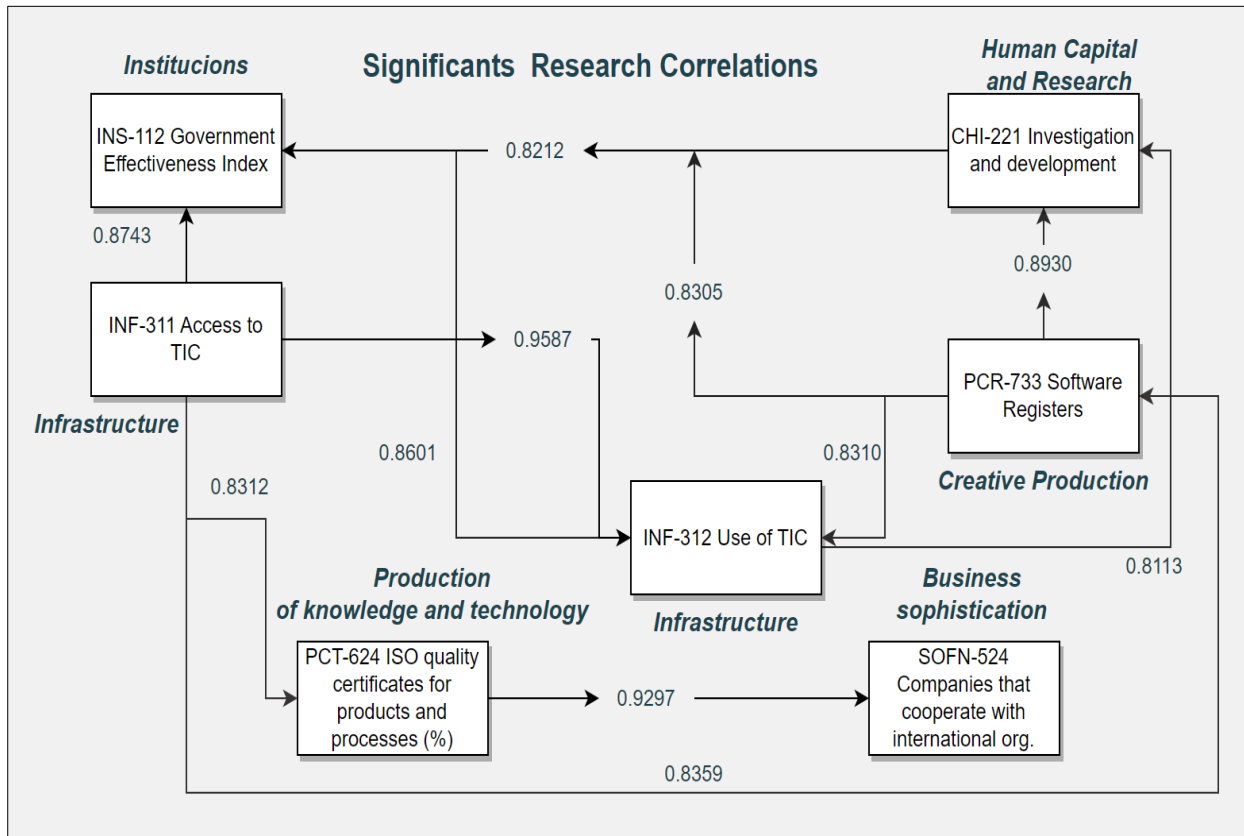 Institucions
Significants Research Correlations
Human Capital
and Research
INS-112 Government
Effectiveness Index
0.8212
CHI-221 Investigation
and development
0.8743
0.8930
0.8305
INF-311 Access to
TIC
0.9587
PCR-733 Software
Registers
Infrastructure
0.8601
0.8310
Creative Production
0.8312
INF-312 Use of TIC
0.8113
Production
of knowledge and technology
Business
sophistication
Infrastructure
PCT-624 ISO quality
certificates for
products and
processes (%)
0.9297
SOFN-524
Companies that
cooperate with
international org.
0.8359